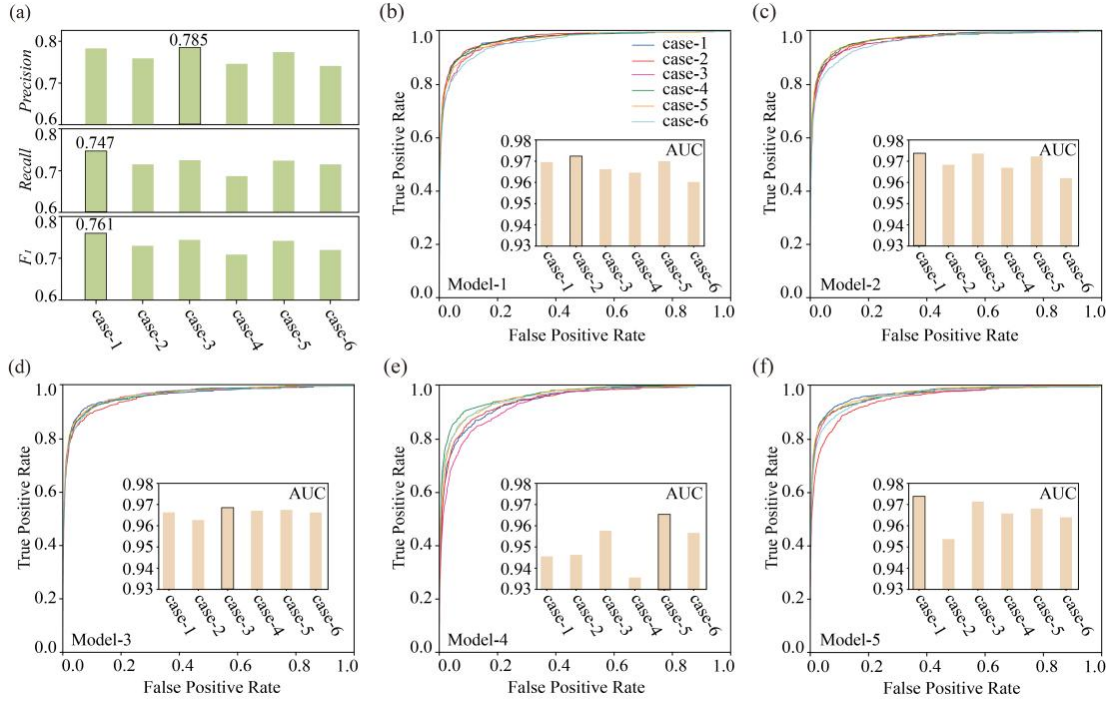 (a)
0.8
0.785
Precision
0.7
0.6
0.8
0.747
Recall
0.7
0.6
0.8
0.761
F1
0.7
0.6
case-1
case-2
case-3
case-4
case-5
case-6
(b)
1.0
0.8
0.6
0.4
0.2
0.0
True Positive Rate
case-1
case-2
case-3
case-4
case-5
case-6
AUC
0.98
0.97
0.96
0.95
0.94
0.93
case-1
case-2
case-3
case-4
case-5
case-6
Model-1
0.0 0.2 0.4 0.6 0.8 1.0
False Positive Rate
(c)
1.0
0.8
0.6
0.4
0.2
0.0
True Positive Rate
AUC
0.98
0.97
0.96
0.95
0.94
0.93
case-1
case-2
case-3
case-4
case-5
case-6
Model-2
0.0 0.2 0.4 0.6 0.8 1.0
False Positive Rate
(d)
1.0
0.8
0.6
0.4
0.2
0.0
True Positive Rate
AUC
0.98
0.97
0.96
0.95
0.94
0.93
case-1
case-2
case-3
case-4
case-5
case-6
Model-3
0.0 0.2 0.4 0.6 0.8 1.0
False Positive Rate
(e)
1.0
0.8
0.6
0.4
0.2
0.0
True Positive Rate
AUC
0.98
0.97
0.96
0.95
0.94
0.93
case-1
case-2
case-3
case-4
case-5
case-6
Model-4
0.0 0.2 0.4 0.6 0.8 1.0
False Positive Rate
(f)
1.0
0.8
0.6
0.4
0.2
0.0
True Positive Rate
AUC
0.98
0.97
0.96
0.95
0.94
0.93
case-1
case-2
case-3
case-4
case-5
case-6
Model-5
0.0 0.2 0.4 0.6 0.8 1.0
False Positive Rate